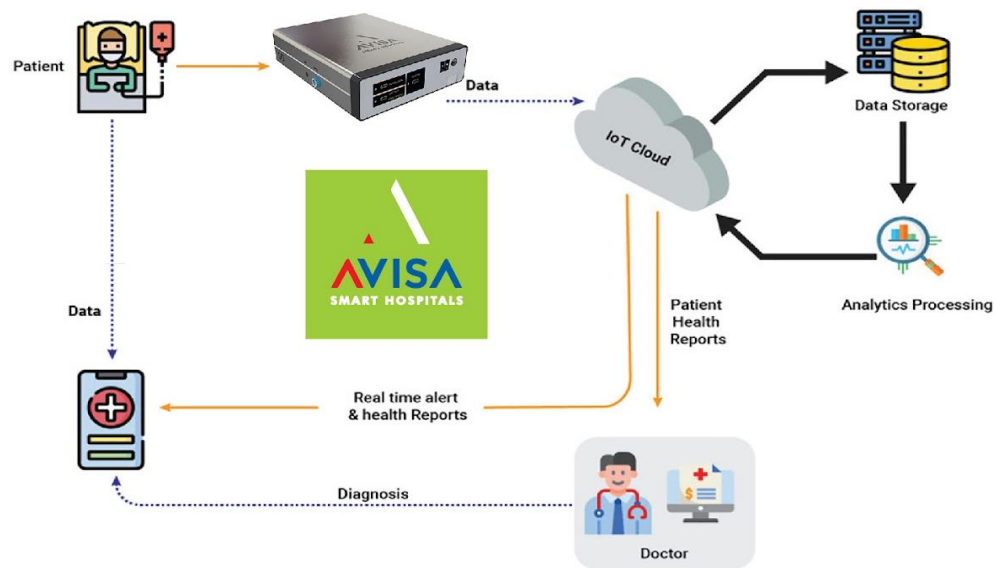 Patient
AVISA
Data
IoT Cloud
Data Storage
AVISA
SMART HOSPITALS
Analytics Processing
Patient
Health
Reports
Data
Real time alert
& health Reports
Diagnosis
Doctor